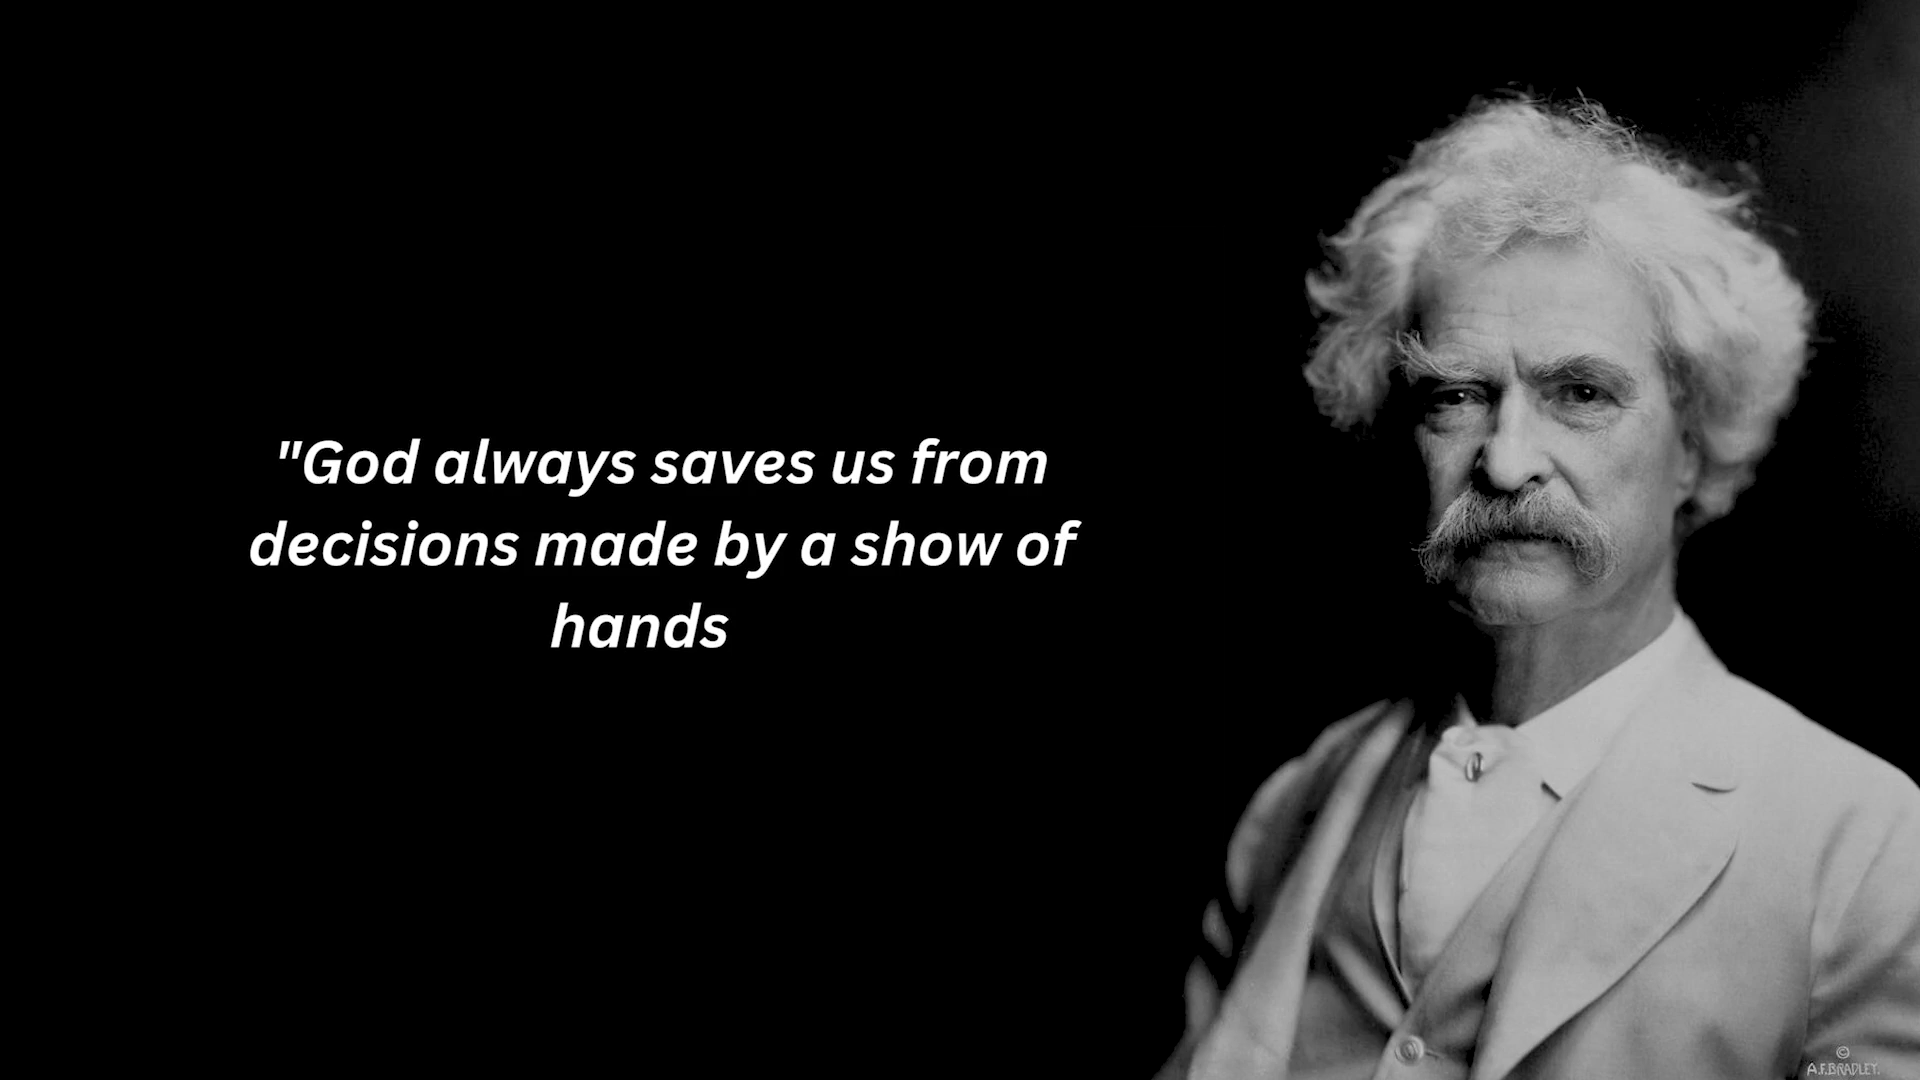 "God always saves us from
decisions made by a show of
hands
©
A.F.BRADLEY.